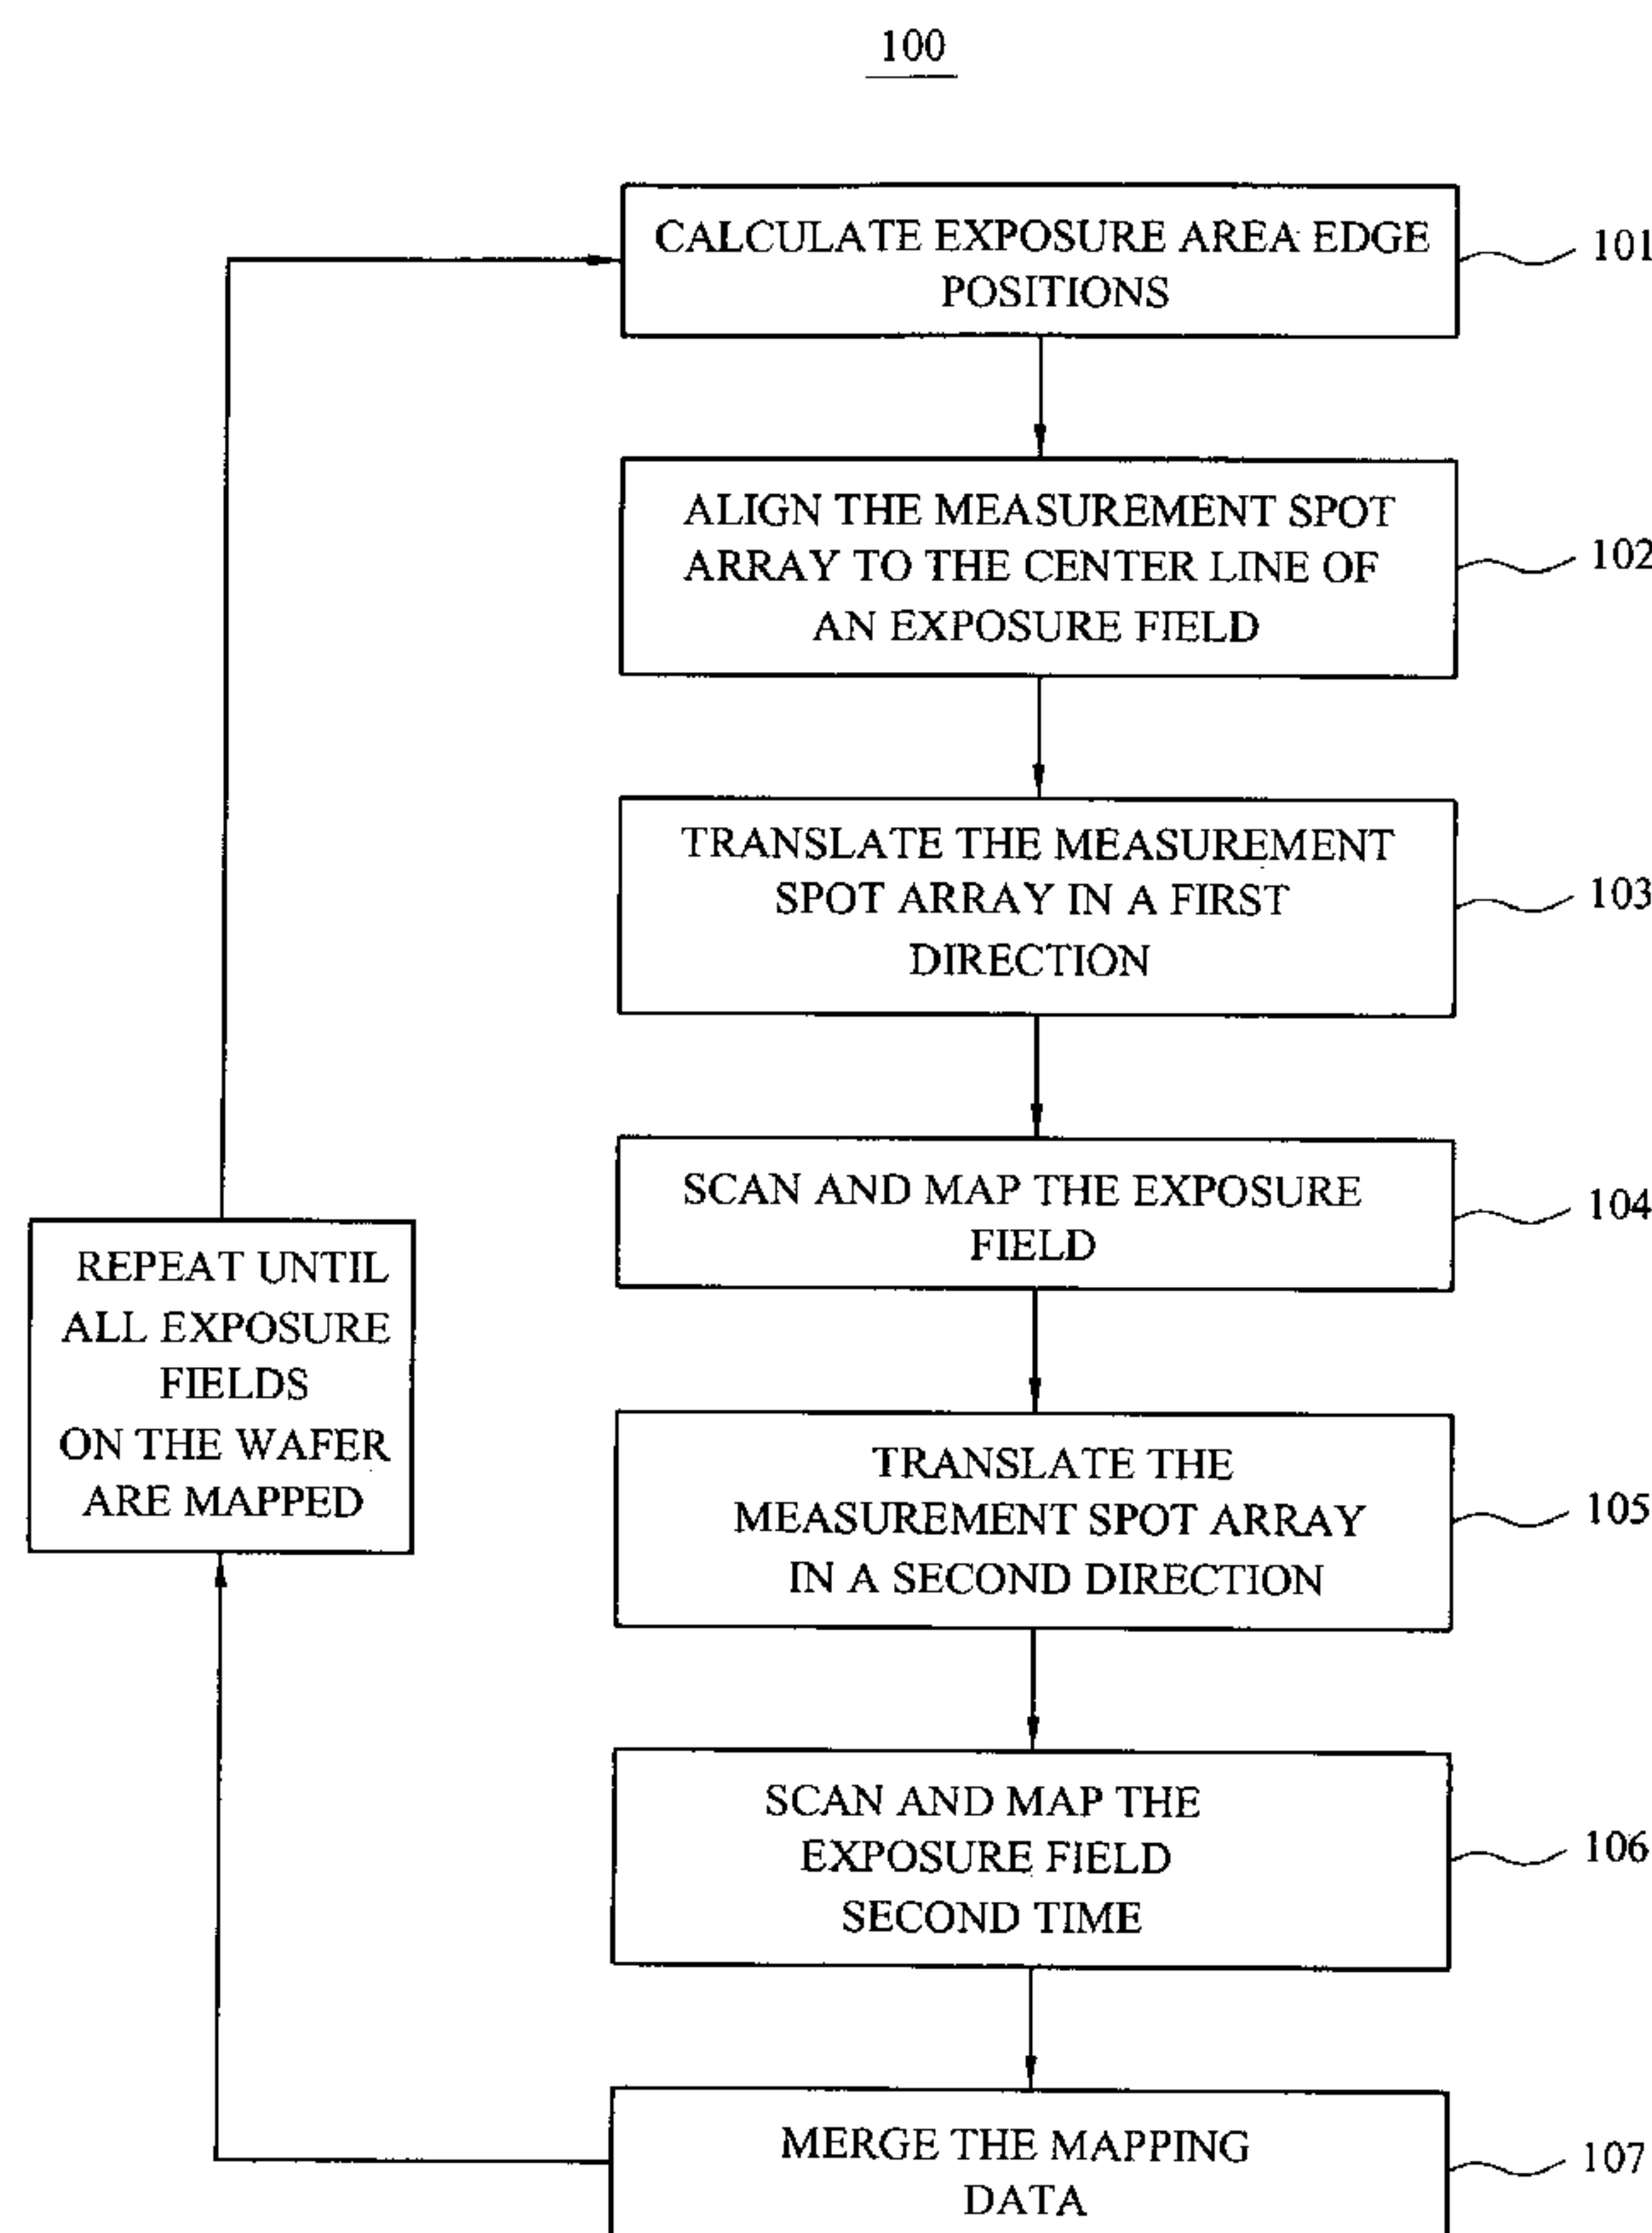 100
CALCULATE EXPOSURE AREA EDGE
POSITIONS
101
ALIGN THE MEASUREMENT SPOT
ARRAY TO THE CENTER LINE OF
AN EXPOSURE FIELD
102
TRANSLATE THE MEASUREMENT
SPOT ARRAY IN A FIRST
DIRECTION
103
SCAN AND MAP THE EXPOSURE
FIELD
104
REPEAT UNTIL
ALL EXPOSURE
FIELDS
ON THE WAFER
ARE MAPPED
TRANSLATE THE
MEASUREMENT SPOT ARRAY
IN A SECOND DIRECTION
105
SCAN AND MAP THE
EXPOSURE FIELD
SECOND TIME
106
MERGE THE MAPPING
DATA
107